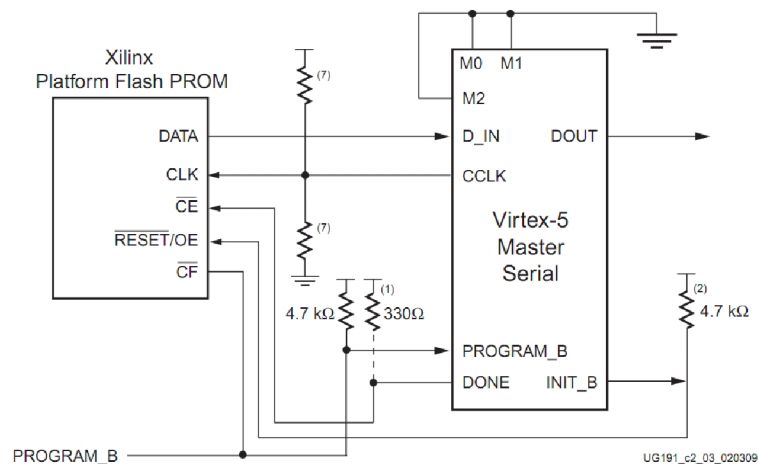 Xilinx
Platform Flash PROM
DATA
CLK
CE
RESET/OE
CF
(7)
(7)
M0 M1
M2
D_IN
DOUT
CCLK
Virtex-5
Master
Serial
(1)
4.7 kΩ
330Ω
(2)
4.7 kΩ
PROGRAM_B
DONE
INIT_B
PROGRAM_B
UG191_c2_03_020309